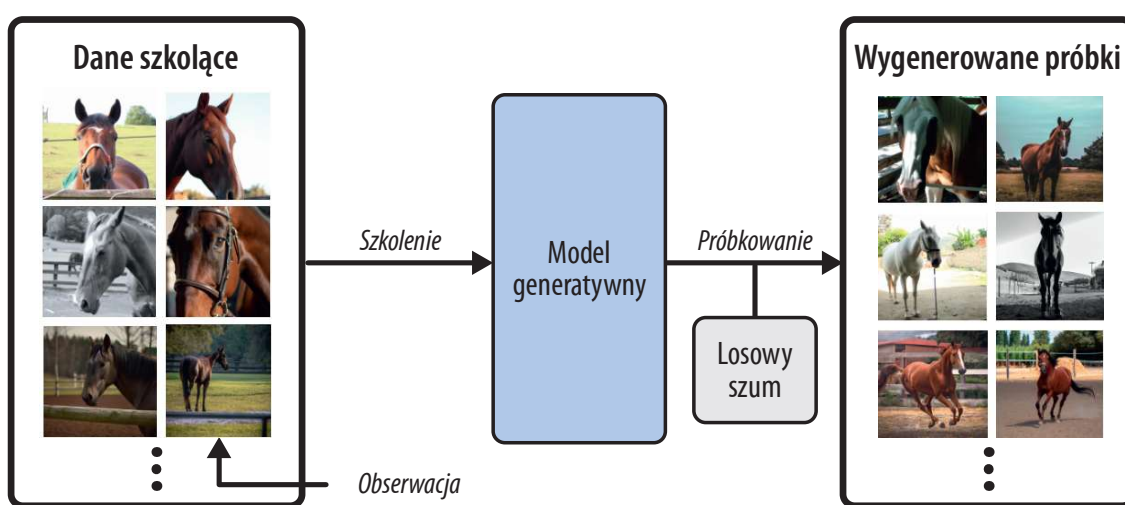 Dane szkolące
Szkolenie
Obserwacja
Model
generatywny
Próbkowanie
Losowy
szum
Wygenerowane próbki